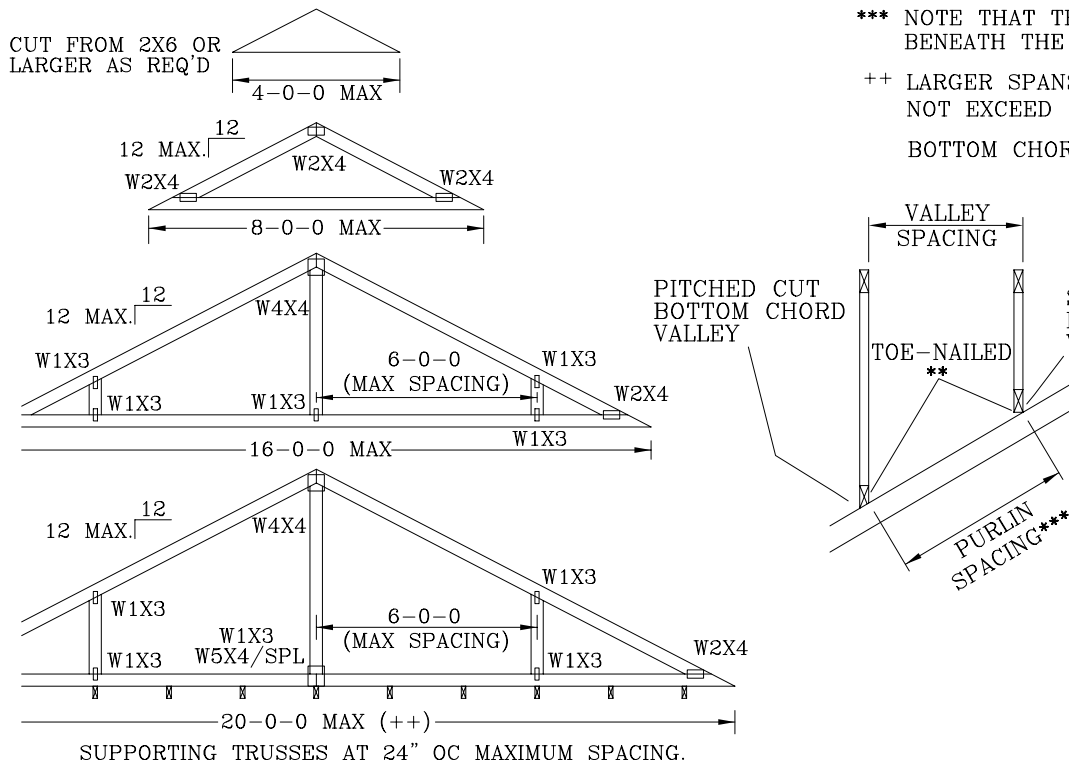 CUT FROM 2X6 OR
LARGER AS REQ'D
4-0-0 MAX
12
12 MAX.
W2X4
W2X4
W2X4
8-0-0 MAX
12
12 MAX.
W4X4
W1X3
6-0-0
(MAX SPACING)
W1X3
W1X3
W1X3
W2X4
W1X3
16-0-0 MAX
12
12 MAX.
W4X4
W1X3
W1X3
6-0-0
(MAX SPACING)
W1X3
W5X4/SPL
W1X3
W1X3
W2X4
20-0-0 MAX (++)
SUPPORTING TRUSSES AT 24" OC MAXIMUM SPACING.
*** NOTE THAT
BENEATH THE
++ LARGER SPANS
NOT EXCEED
BOTTOM
VALLEY
SPACING
PITCHED CUT
BOTTOM CHORD
VALLEY
TOE-NAILED
**
PURLIN
SPACING***